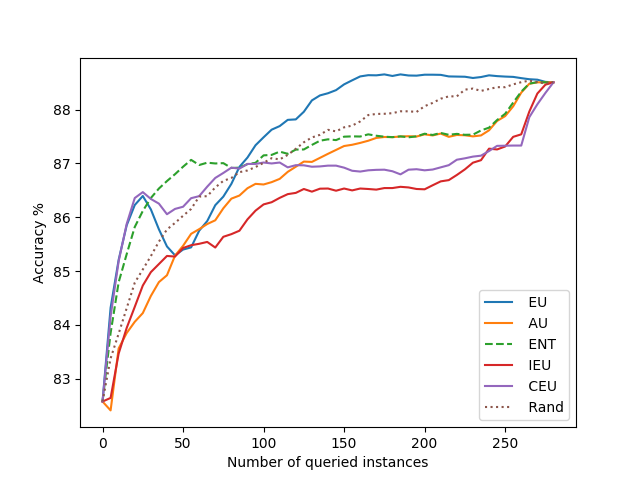 88
87
86
85
84
83
Accuracy %
0 50 100 150 200 250
Number of queried instances
EU
AU
ENT
IEU
CEU
Rand